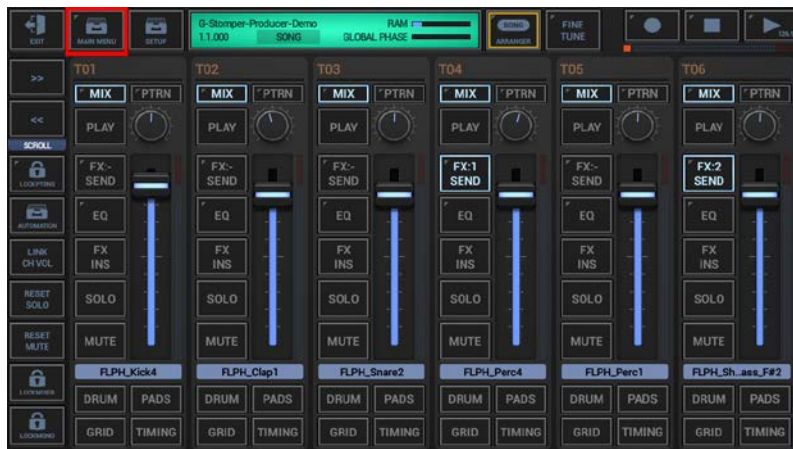 EXIT
MAIN MENU
SETUP
G-Stomper-Producer-Demo RAM
1.1.000 SONG GLOBAL PHASE
SONG
ARRANGER
FINE
TUNE
>>
<<
SCROLL
LOCKPTRNS
AUTOMATION
LINK
CH VOL
RESET
SOLO
RESET
MUTE
LOCKMIXER
LOCKMONO
T01 T02 T03 T04 T05 T06
MIX PTRN MIX PTRN MIX PTRN MIX PTRN MIX PTRN MIX PTRN
PLAY PLAY PLAY PLAY PLAY PLAY
FX:- FX:- FX:- FX:1 FX:- FX:2
SEND SEND SEND SEND SEND SEND
EQ EQ EQ EQ EQ EQ
FX FX FX FX FX FX
INS INS INS INS INS INS
SOLO SOLO SOLO SOLO SOLO SOLO
MUTE MUTE MUTE MUTE MUTE MUTE
FLPH_Kick4 FLPH_Clap1 FLPH_Snare2 FLPH_Perc4 FLPH_Perc1 FLPH_Sh...ass_F#2
DRUM PADS DRUM PADS DRUM PADS DRUM PADS DRUM PADS DRUM PADS
GRID TIMING GRID TIMING GRID TIMING GRID TIMING GRID TIMING GRID TIMING